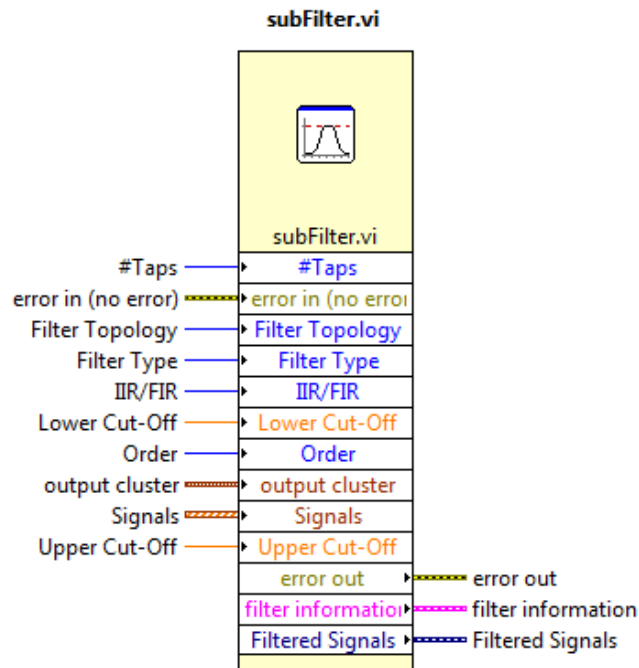 subFilter.vi
subFilter.vi
#Taps #Taps
error in (no error) error in (no erro
Filter Topology Filter Topology
Filter Type Filter Type
IIR/FIR IIR/FIR
Lower Cut-Off Lower Cut-Off
Order Order
output cluster output cluster
Signals Signals
Upper Cut-Off Upper Cut-Off
error out error out
filter informatio filter information
Filtered Signals Filtered Signals